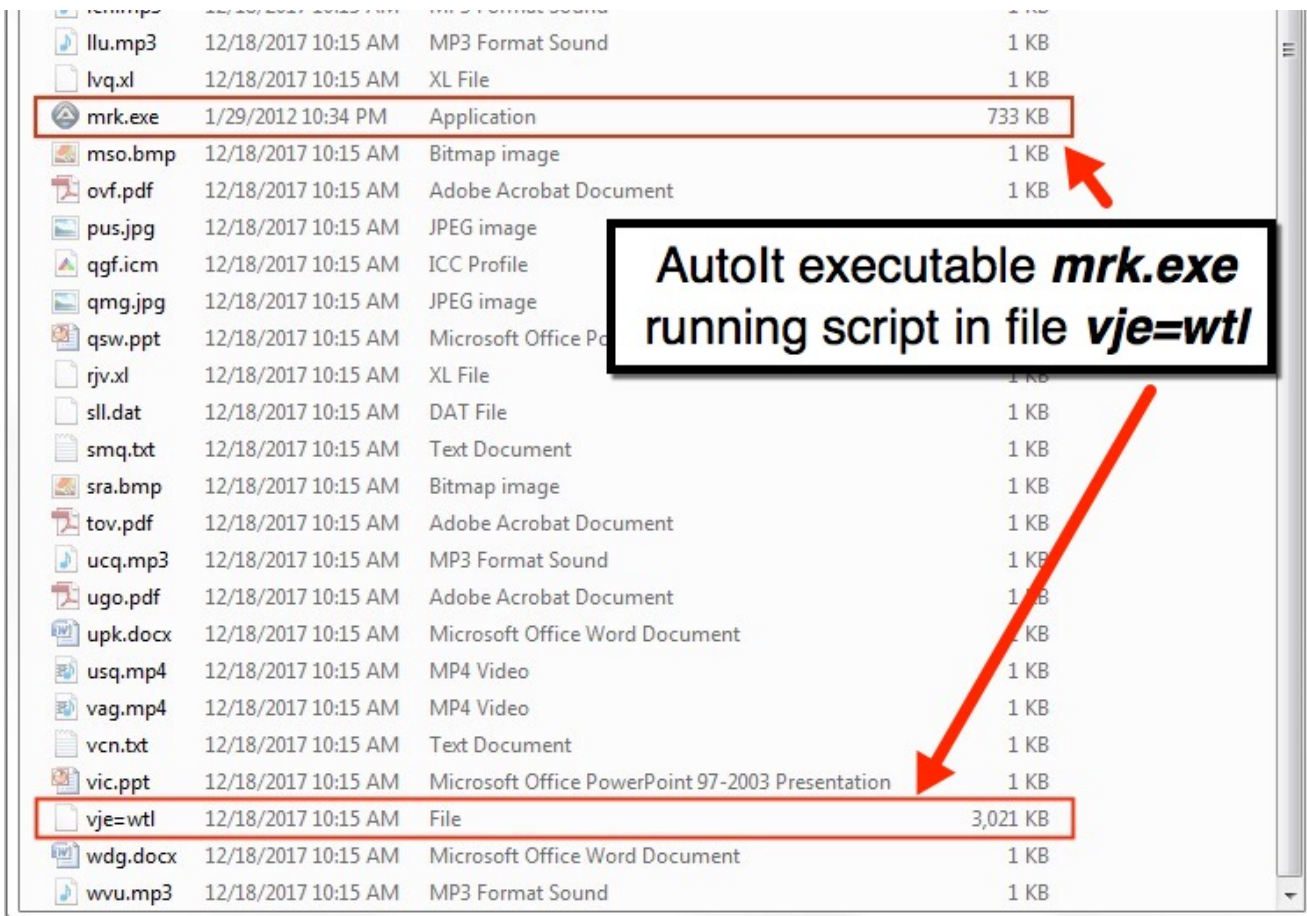 llu.mp3 12/18/2017 10:15 AM MP3 Format Sound 1 KB
lvq.xl 12/18/2017 10:15 AM XL File 1 KB
mrk.exe 1/29/2012 10:34 PM Application 733 KB
mso.bmp 12/18/2017 10:15 AM Bitmap image 1 KB
ovf.pdf 12/18/2017 10:15 AM Adobe Acrobat Document 1 KB
pus.jpg 12/18/2017 10:15 AM JPEG image
qgf.icm 12/18/2017 10:15 AM ICC Profile
qmg.jpg 12/18/2017 10:15 AM JPEG image
qsw.ppt 12/18/2017 10:15 AM Microsoft Office
AutoIt executable mrk.exe
running script in file vje=wtl
rjv.xl 12/18/2017 10:15 AM XL File 1 KB
sll.dat 12/18/2017 10:15 AM DAT File 1 KB
smq.txt 12/18/2017 10:15 AM Text Document 1 KB
sra.bmp 12/18/2017 10:15 AM Bitmap image 1 KB
tov.pdf 12/18/2017 10:15 AM Adobe Acrobat Document 1 KB
ucq.mp3 12/18/2017 10:15 AM MP3 Format Sound 1 KB
ugo.pdf 12/18/2017 10:15 AM Adobe Acrobat Document 1 KB
upk.docx 12/18/2017 10:15 AM Microsoft Office Word Document KB
usq.mp4 12/18/2017 10:15 AM MP4 Video 1 KB
vag.mp4 12/18/2017 10:15 AM MP4 Video 1 KB
vcn.txt 12/18/2017 10:15 AM Text Document 1 KB
vic.ppt 12/18/2017 10:15 AM Microsoft Office PowerPoint 97-2003 Presentation 1 KB
vje=wtl 12/18/2017 10:15 AM File 3,021 KB
wdg.docx 12/18/2017 10:15 AM Microsoft Office Word Document 1 KB
wvu.mp3 12/18/2017 10:15 AM MP3 Format Sound 1 KB